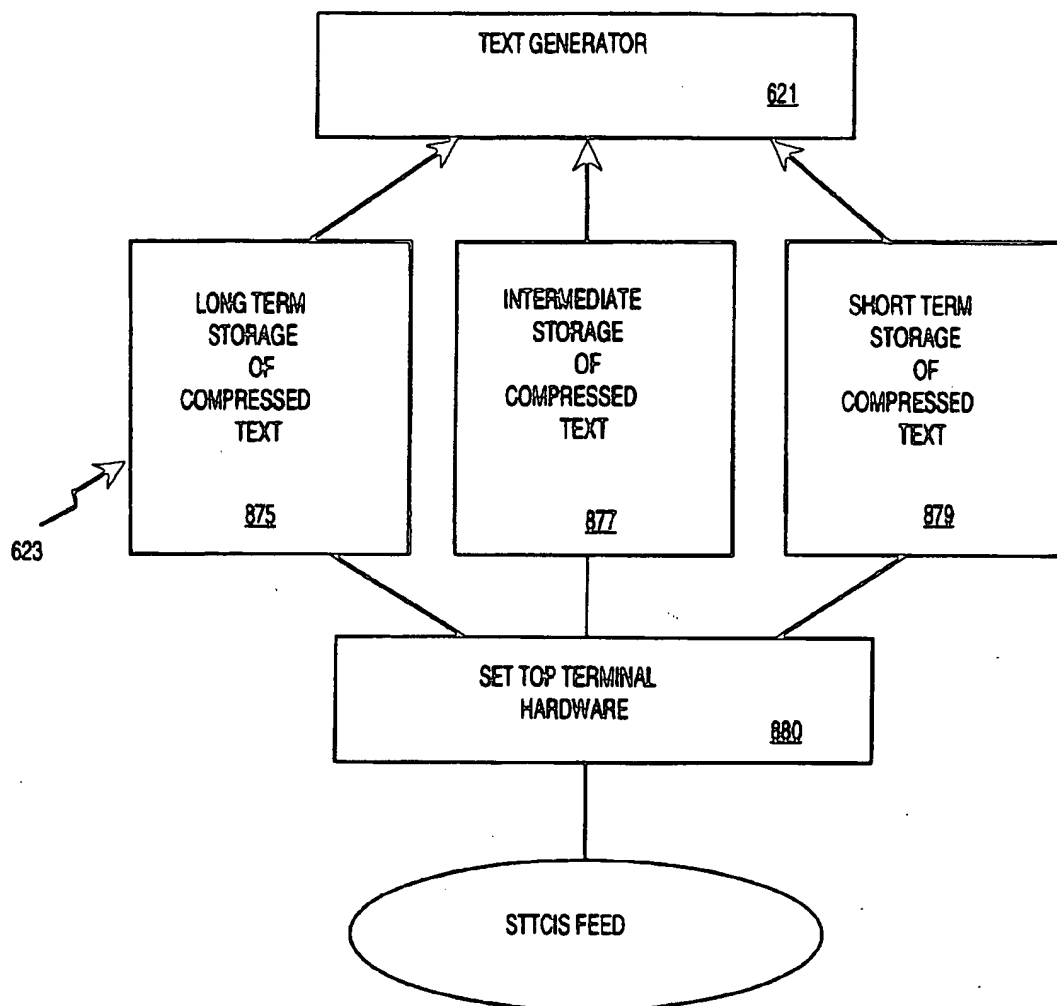 TEXT GENERATOR
621
LONG TERM
STORAGE
OF
COMPRESSED
TEXT
875
INTERMEDIATE
STORAGE
OF
COMPRESSED
TEXT
877
SHORT TERM
STORAGE
OF
COMPRESSED
TEXT
879
623
SET TOP TERMINAL
HARDWARE
880
STTCIS FEED